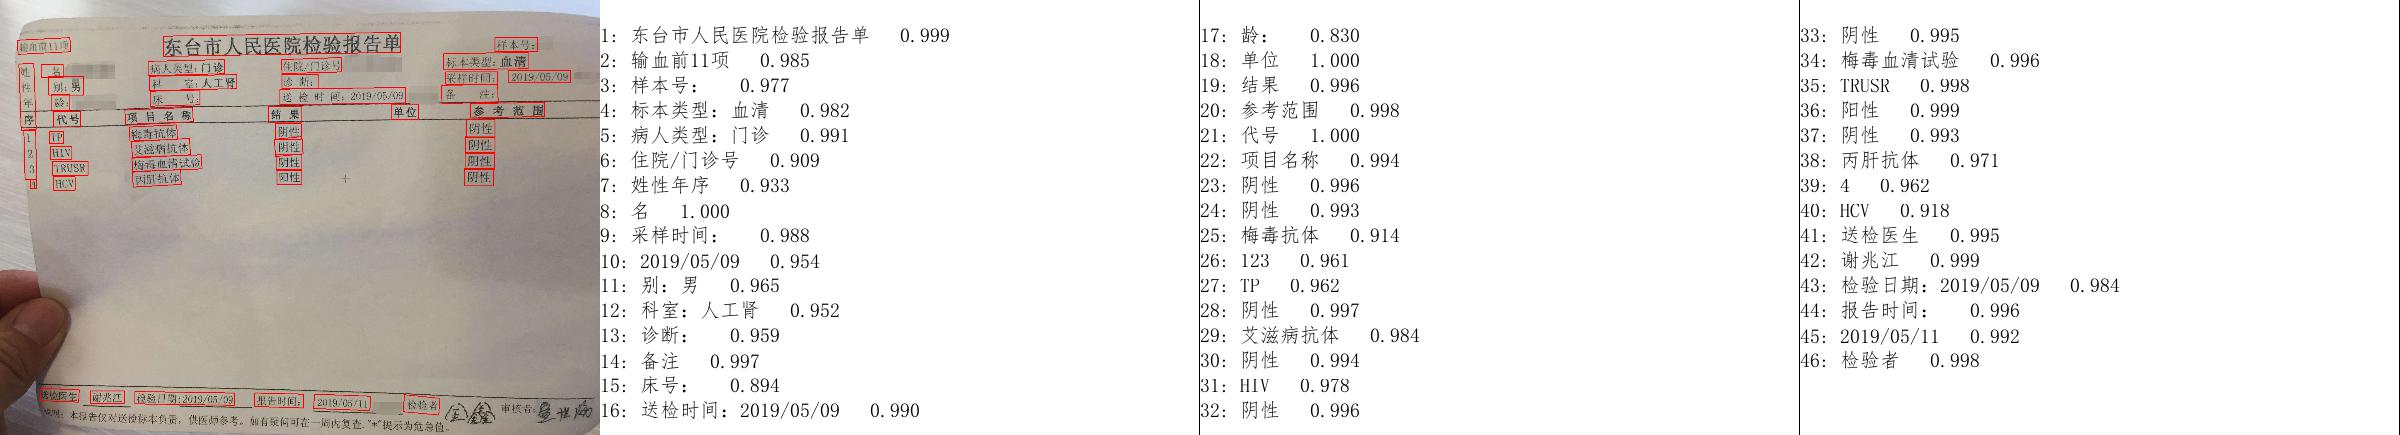 东台市人民医院检验报告单
输血前11项
样本号:
姓 名
病人类型:门诊
住院/门诊号
标本类型:血清
性 别:男
科 室:人工肾
诊 断:
采样时间: 2019/05/09
年 龄:
床 号:
送检时间:2019/05/09
备 注:
序 代号 项目名称 结果 单位 参考范围
1 TP 梅毒抗体 阴性 阴性
2 HIV 艾滋病抗体 阴性 阴性
3 TRUSR 梅毒血清试验 阴性 阴性
4 HCV 丙肝抗体 阳性 阴性
送检医生 谢兆江 检验日期:2019/05/09 报告时间: 2019/05/11 检验者 审核者:
本报告仅对送检标本负责,供医师参考。如有疑问可在一周内复查."*"提示为危急值。
1: 东台市人民医院检验报告单 0.999
2: 输血前11项 0.985
3: 样本号: 0.977
4: 标本类型:血清 0.982
5: 病人类型:门诊 0.991
6: 住院/门诊号 0.909
7: 姓性年序 0.933
8: 名 1.000
9: 采样时间: 0.988
10: 2019/05/09 0.954
11: 别:男 0.965
12: 科室:人工肾 0.952
13: 诊断: 0.959
14: 备注 0.997
15: 床号: 0.894
16: 送检时间:2019/05/09 0.990
17: 龄: 0.830
18: 单位 1.000
19: 结果 0.996
20: 参考范围 0.998
21: 代号 1.000
22: 项目名称 0.994
23: 阴性 0.996
24: 阴性 0.993
25: 梅毒抗体 0.914
26: 123 0.961
27: TP 0.962
28: 阴性 0.997
29: 艾滋病抗体 0.984
30: 阴性 0.994
31: HIV 0.978
32: 阴性 0.996
33: 阴性 0.995
34: 梅毒血清试验 0.996
35: TRUSR 0.998
36: 阳性 0.999
37: 阴性 0.993
38: 丙肝抗体 0.971
39: 4 0.962
40: HCV 0.918
41: 送检医生 0.995
42: 谢兆江 0.999
43: 检验日期:2019/05/09 0.984
44: 报告时间: 0.996
45: 2019/05/11 0.992
46: 检验者 0.998